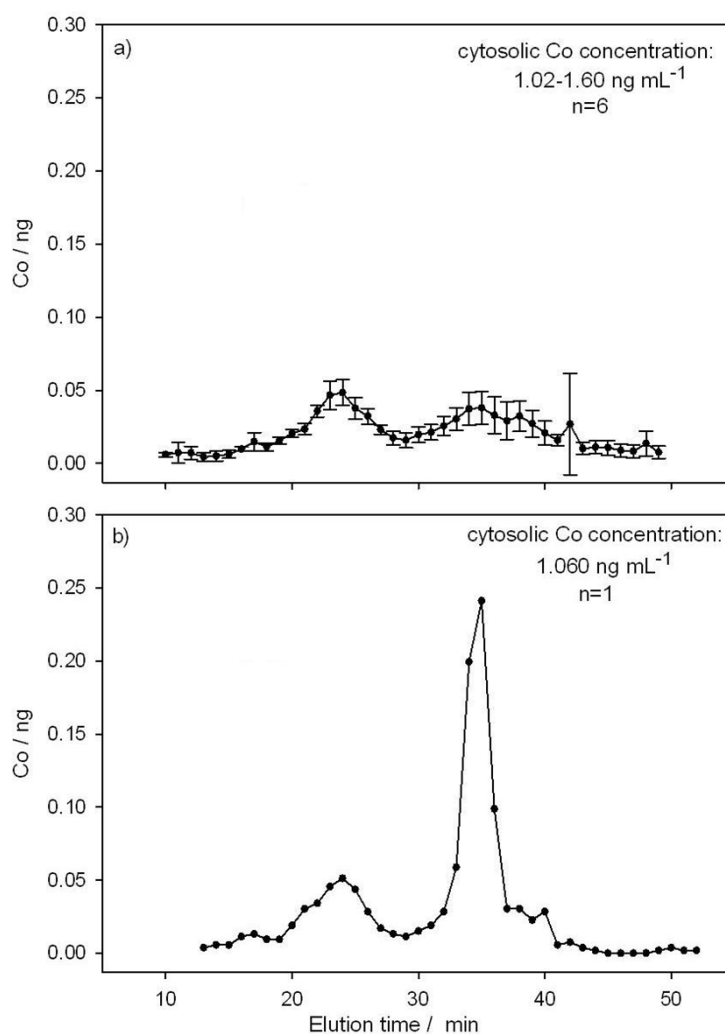 a)
cytosolic Co concentration:
1.02-1.60 ng mL⁻¹
n=6
0.30
0.25
0.20
0.15
0.10
0.05
0.00
Co / ng
b)
cytosolic Co concentration:
1.060 ng mL⁻¹
n=1
0.30
0.25
0.20
0.15
0.10
0.05
0.00
Co / ng
10 20 30 40 50
Elution time / min